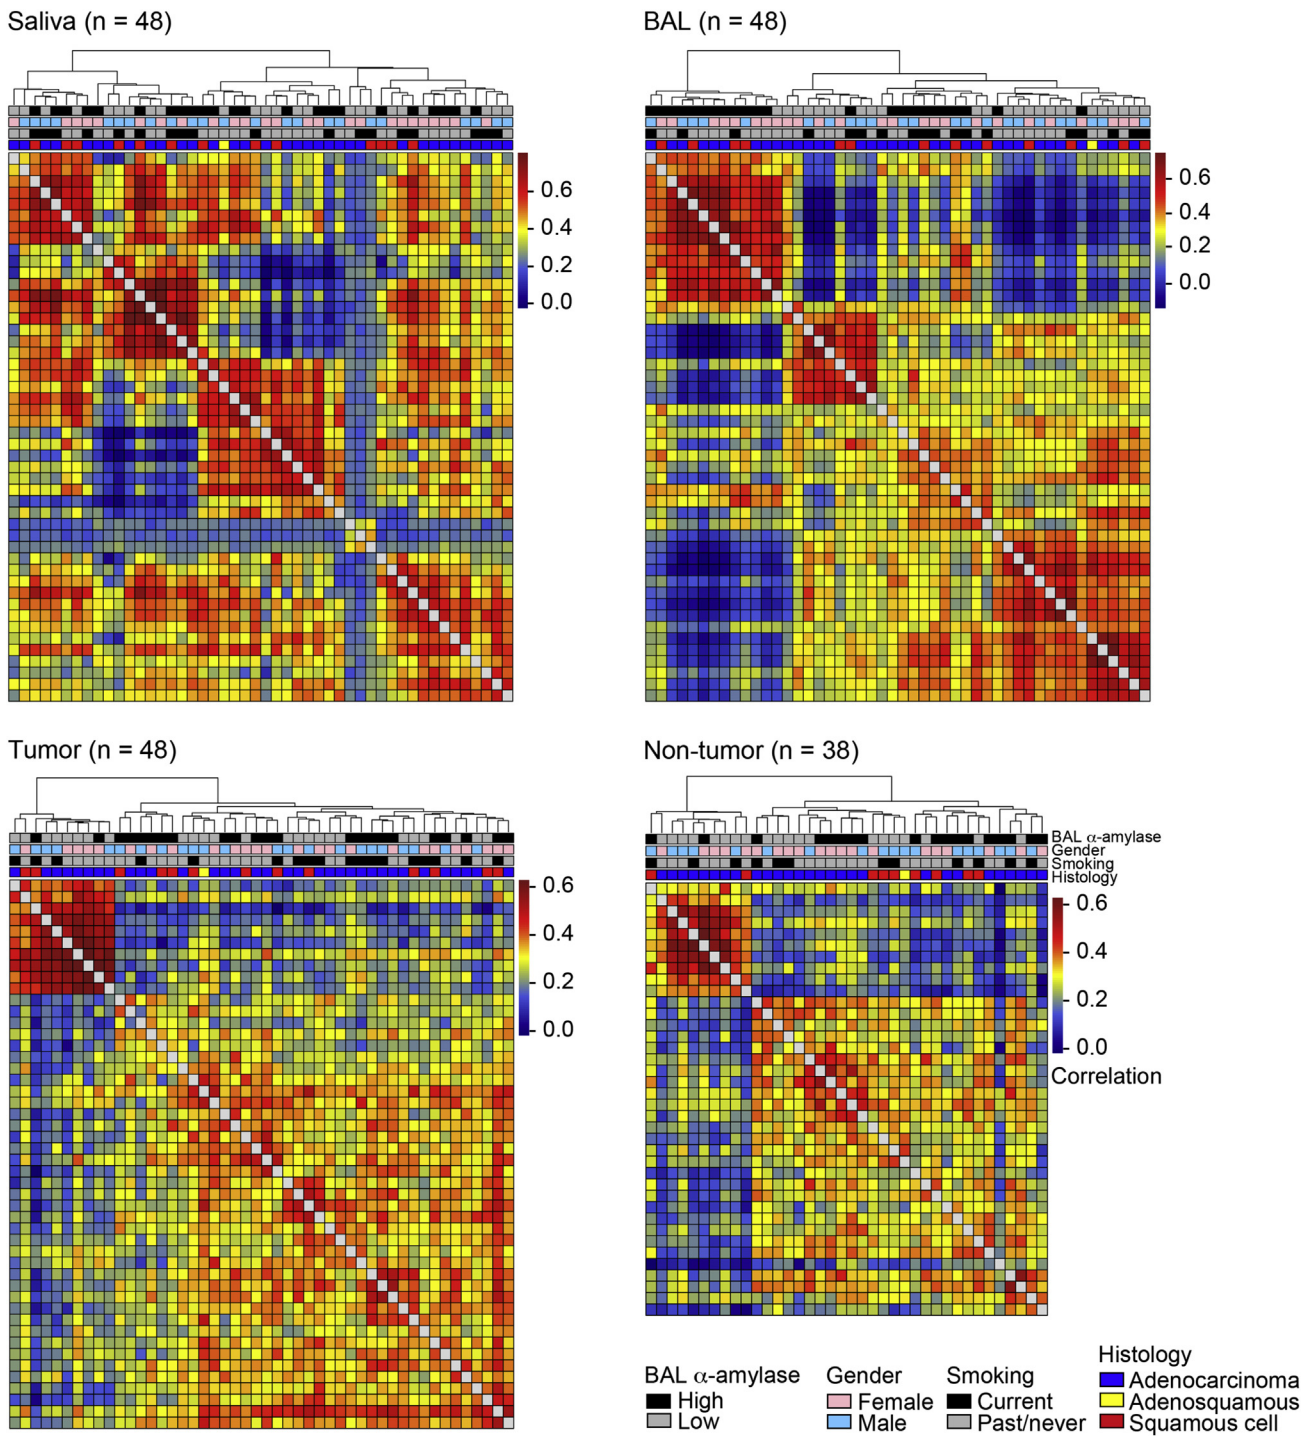 Saliva (n = 48)
BAL (n = 48)
0.6
0.4
0.2
0.0
0.6
0.4
0.2
0.0
Tumor (n = 48)
Non-tumor (n = 38)
BAL α-amylase
Gender
Smoking
Histology
0.6
0.4
0.2
0.0
0.6
0.4
0.2
0.0
Correlation
BAL α-amylase
High
Low
Gender
Female
Male
Smoking
Current
Past/never
Histology
Adenocarcinoma
Adenosquamous
Squamous cell